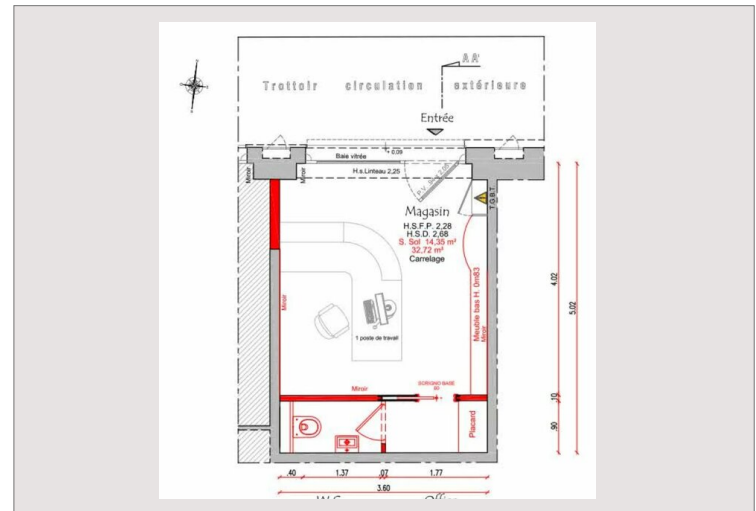 AA'
Trottoir circulation extérieure
Entrée
+ 0,09
Baie vitrée
H.s.Linteau 2,25
Miroir
Miroir
T.G.B.T
Magasin
H.S.F.P. 2,28
H.S.D. 2,68
S. Sol 14,35 m²
32,72 m²
Carrelage
Miroir
1 poste de travail
Meuble bas H. 0m83
Miroir
4.02
5.02
Miroir
Placard
.10
.90
.40
1.37
.07
1.77
3.60